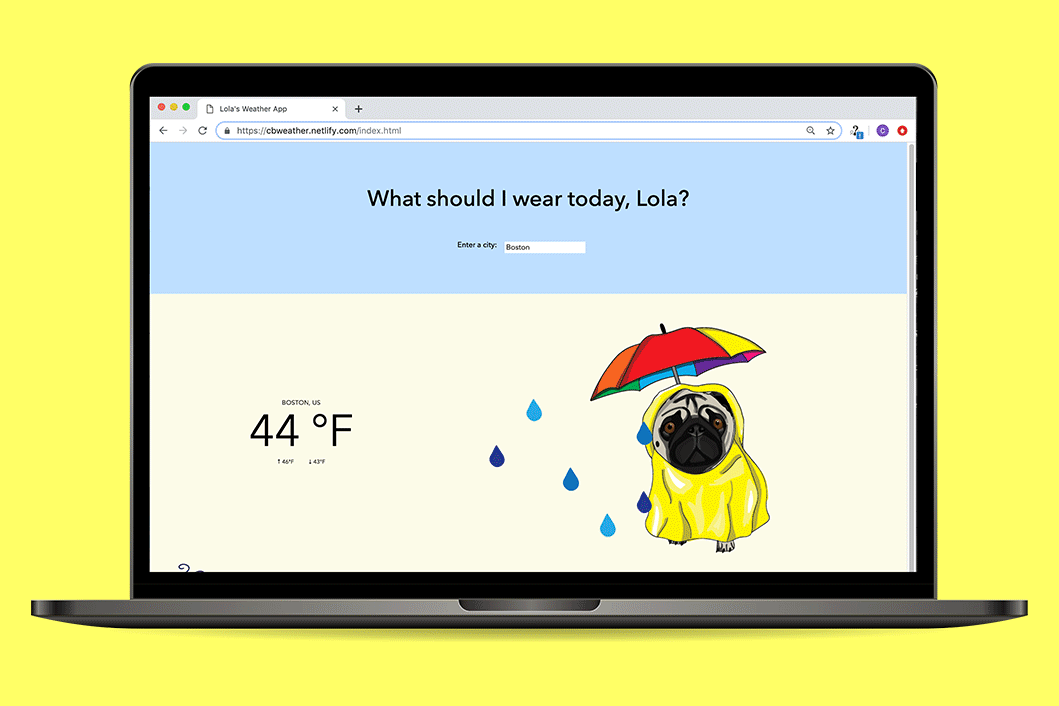 Lola's Weather App
https://cbweather.netlify.com/index.html
What should I wear today, Lola?
Enter a city: Boston
BOSTON, US
44 °F
↑ 46°F ↓ 43°F